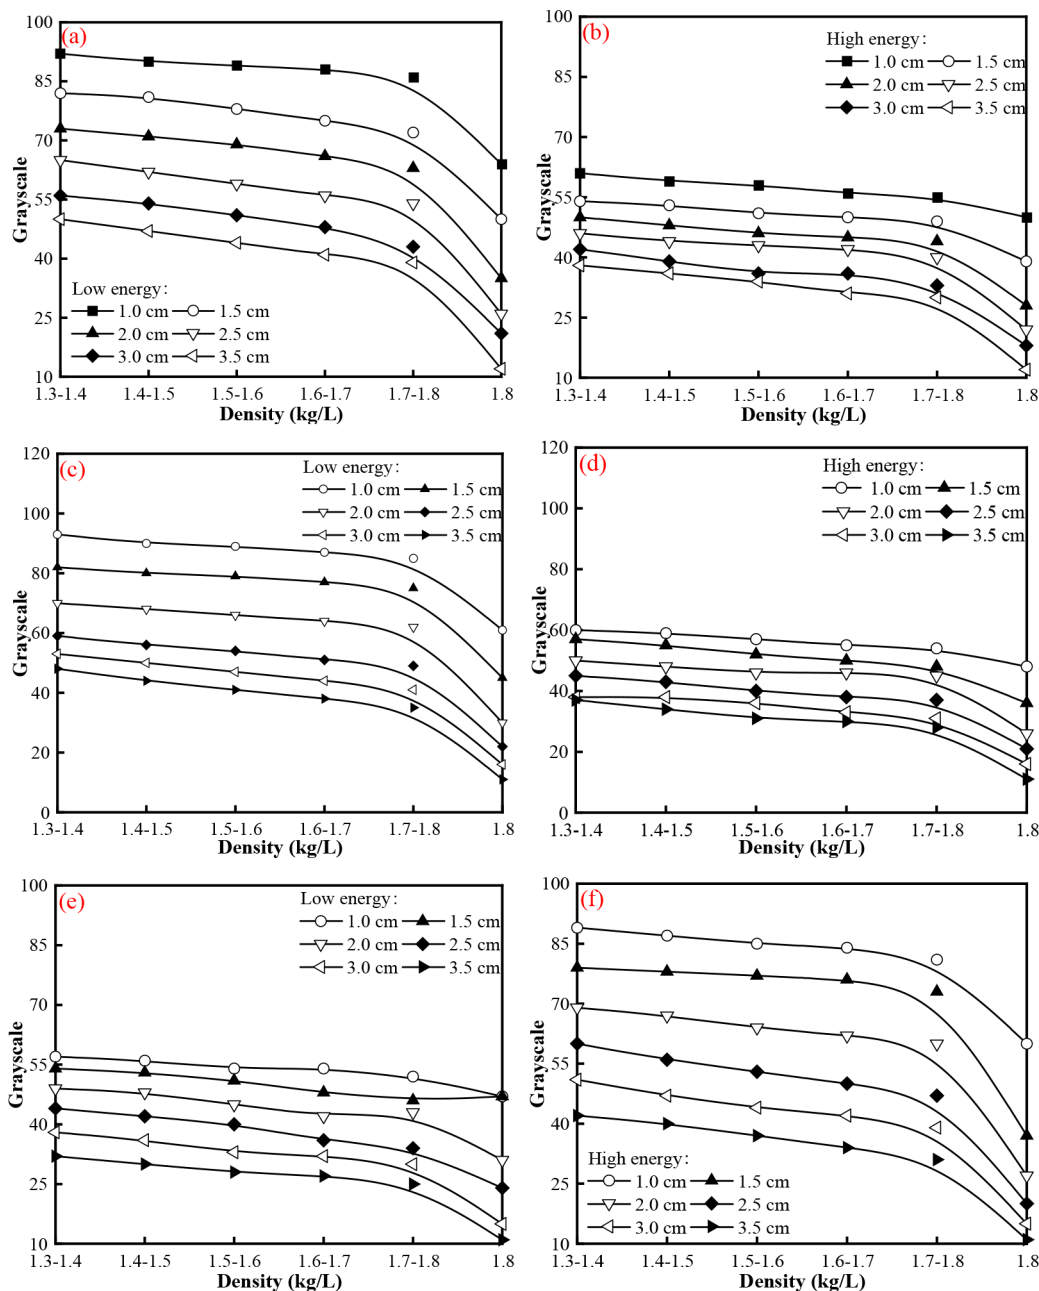 (a)
Grayscale
100
85
70
55
40
25
10
Low energy:
1.0 cm 1.5 cm
2.0 cm 2.5 cm
3.0 cm 3.5 cm
1.3-1.4 1.4-1.5 1.5-1.6 1.6-1.7 1.7-1.8 1.8
Density (kg/L)
(b)
Grayscale
100
85
70
55
40
25
10
High energy:
1.0 cm 1.5 cm
2.0 cm 2.5 cm
3.0 cm 3.5 cm
1.3-1.4 1.4-1.5 1.5-1.6 1.6-1.7 1.7-1.8 1.8
Density (kg/L)
(c)
Grayscale
120
100
80
60
40
20
0
Low energy:
1.0 cm 1.5 cm
2.0 cm 2.5 cm
3.0 cm 3.5 cm
1.3-1.4 1.4-1.5 1.5-1.6 1.6-1.7 1.7-1.8 1.8
Density (kg/L)
(d)
Grayscale
120
100
80
60
40
20
0
High energy:
1.0 cm 1.5 cm
2.0 cm 2.5 cm
3.0 cm 3.5 cm
1.3-1.4 1.4-1.5 1.5-1.6 1.6-1.7 1.7-1.8 1.8
Density (kg/L)
(e)
Grayscale
100
85
70
55
40
25
10
Low energy:
1.0 cm 1.5 cm
2.0 cm 2.5 cm
3.0 cm 3.5 cm
1.3-1.4 1.4-1.5 1.5-1.6 1.6-1.7 1.7-1.8 1.8
Density (kg/L)
(f)
Grayscale
100
85
70
55
40
25
10
High energy:
1.0 cm 1.5 cm
2.0 cm 2.5 cm
3.0 cm 3.5 cm
1.3-1.4 1.4-1.5 1.5-1.6 1.6-1.7 1.7-1.8 1.8
Density (kg/L)